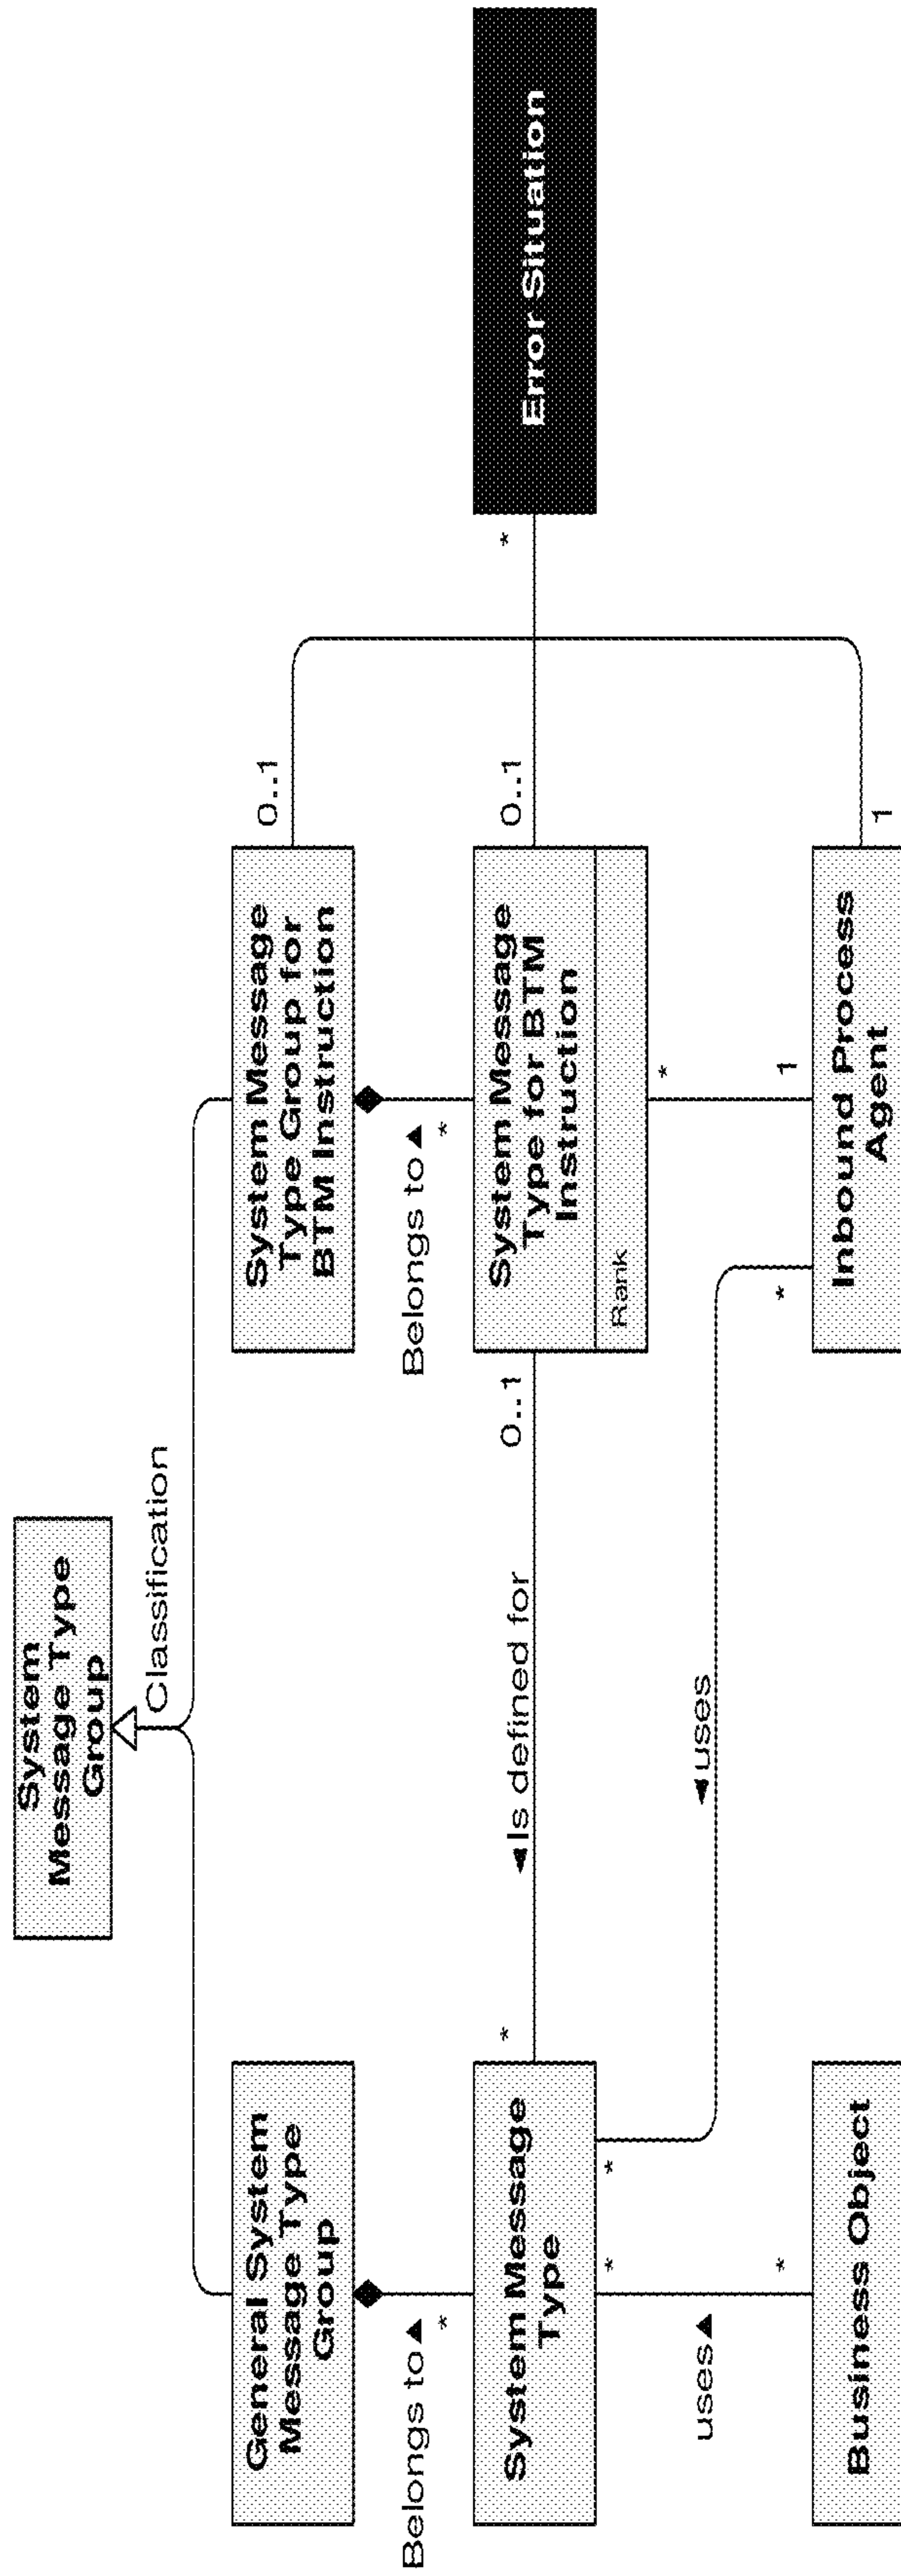 System
Message Type
Group
Classification
General System
Message Type
Group
System Message
Type Group for
BTM Instruction
0..1
Belongs to▲
*
Belongs to▲
*
System Message
Type
*
◄Is defined for
0..1
System Message
Type for BTM
Instruction
Rank
0..1
*
Error Situation
*
*
*
uses▲
*
◄uses
*
1
1
Business Object
Inbound Process
Agent